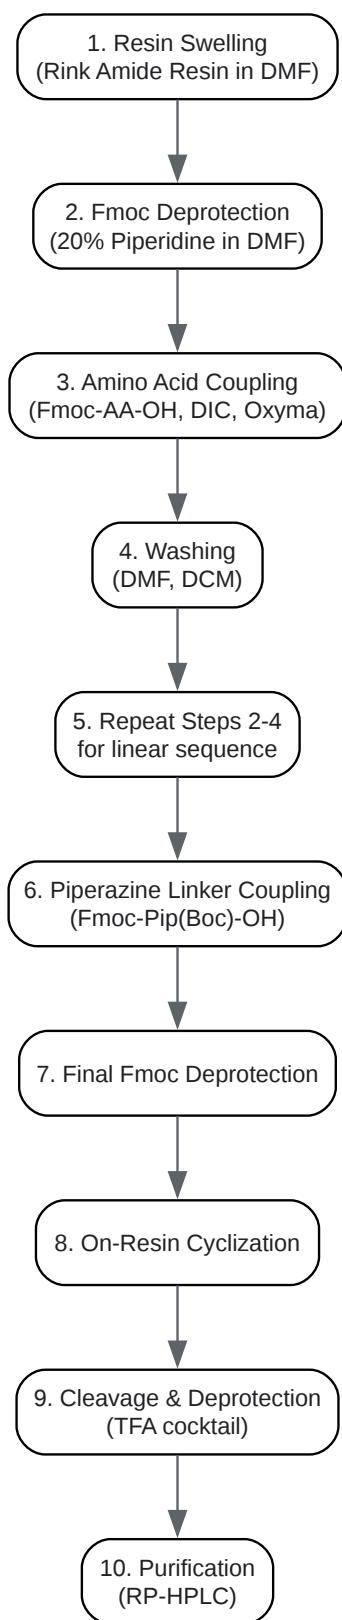 1. Resin Swelling
(Rink Amide Resin in DMF)
2. Fmoc Deprotection
(20% Piperidine in DMF)
3. Amino Acid Coupling
(Fmoc-AA-OH, DIC, Oxyma)
4. Washing
(DMF, DCM)
5. Repeat Steps 2-4
for linear sequence
6. Piperazine Linker Coupling
(Fmoc-Pip(Boc)-OH)
7. Final Fmoc Deprotection
8. On-Resin Cyclization
9. Cleavage & Deprotection
(TFA cocktail)
10. Purification
(RP-HPLC)